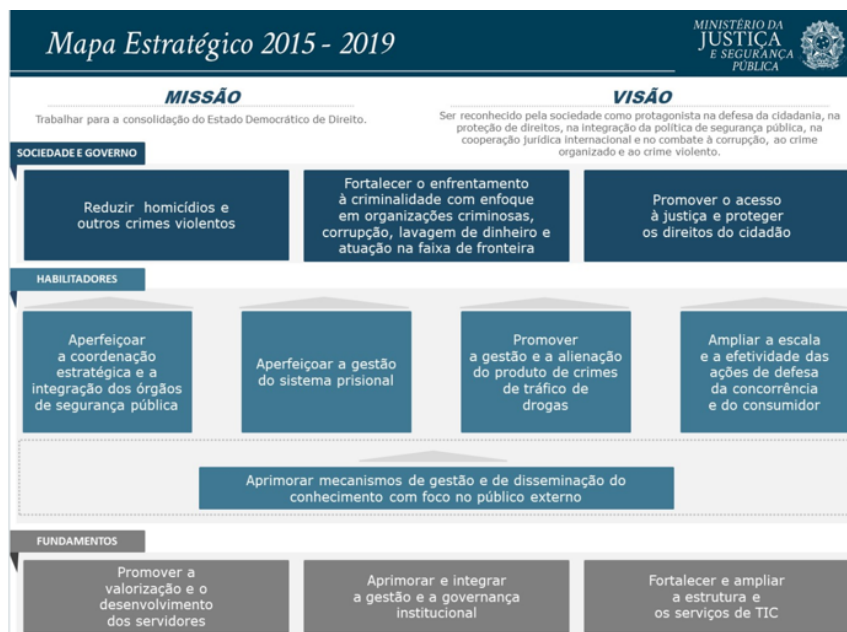 Mapa Estratégico 2015 - 2019
MINISTÉRIO DA
JUSTIÇA
E SEGURANÇA
PÚBLICA
MISSÃO
Trabalhar para a consolidação do Estado Democrático de Direito.
VISÃO
Ser reconhecido pela sociedade como protagonista na defesa da cidadania, na
proteção de direitos, na integração da política de segurança pública, na
cooperação jurídica internacional e no combate à corrupção, ao crime
organizado e ao crime violento.
SOCIEDADE E GOVERNO
Reduzir homicídios e
outros crimes violentos
Fortalecer o enfrentamento
à criminalidade com enfoque
em organizações criminosas,
corrupção, lavagem de dinheiro e
atuação na faixa de fronteira
Promover o acesso
à justiça e proteger
os direitos do cidadão
HABILITADORES
Aperfeiçoar
a coordenação
estratégica e a
integração dos órgãos
de segurança pública
Aperfeiçoar a gestão
do sistema prisional
Promover
a gestão e a alienação
do produto de crimes
de tráfico de
drogas
Ampliar a escala
e a efetividade das
ações de defesa
da concorrência
e do consumidor
Aprimorar mecanismos de gestão e de disseminação do
conhecimento com foco no público externo
FUNDAMENTOS
Promover a
valorização e o
desenvolvimento
dos servidores
Aprimorar e integrar
a gestão e a governança
institucional
Fortalecer e ampliar
a estrutura e
os serviços de TIC